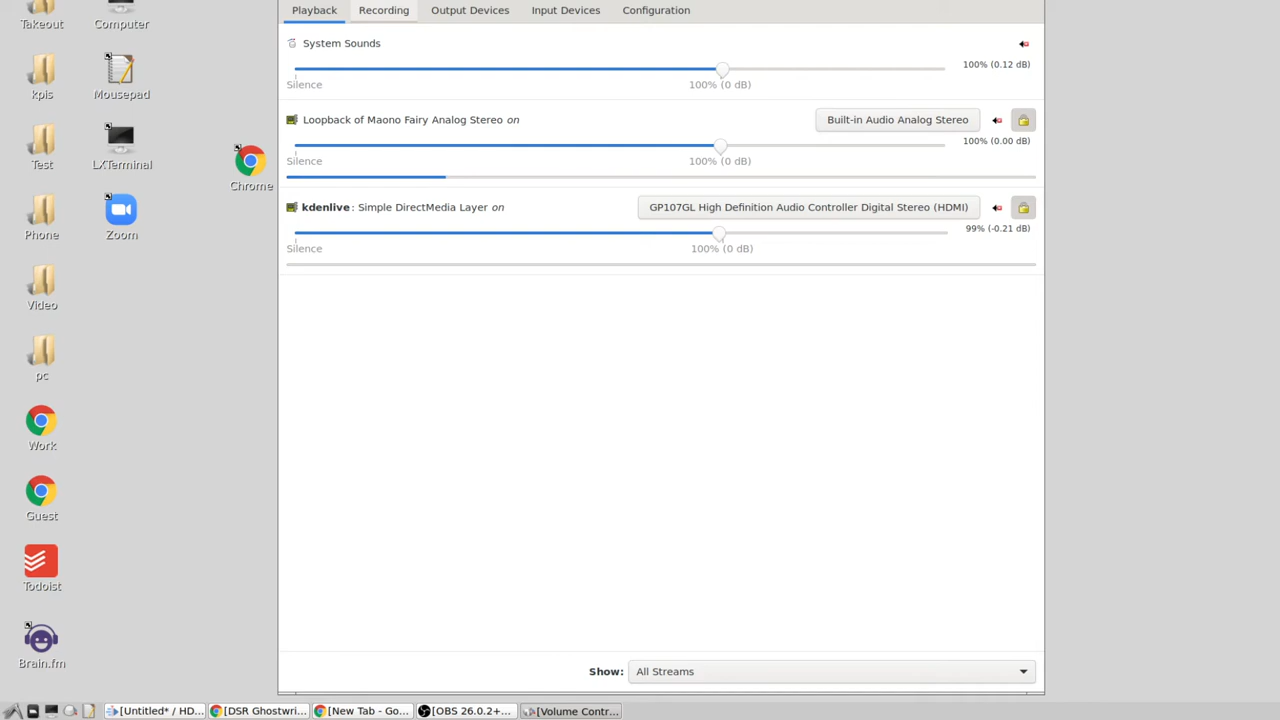 Playback
Recording
Output Devices
Input Devices
Configuration
System Sounds
100% (0.12 dB)
Silence
100% (0 dB)
Loopback of Maono Fairy Analog Stereo on
Built-in Audio Analog Stereo
100% (0.00 dB)
Silence
100% (0 dB)
kdenlive : Simple DirectMedia Layer on
GP107GL High Definition Audio Controller Digital Stereo (HDMI)
99% (-0.21 dB)
Silence
100% (0 dB)
Show:
All Streams
Takeout
Computer
kpis
Mousepad
Test
LXTerminal
Chrome
Phone
Zoom
Video
pc
Work
Guest
Todoist
Brain.fm
[Untitled* / HD...
[DSR Ghostwri...
[New Tab - Go...
[OBS 26.0.2+...
[Volume Contr...